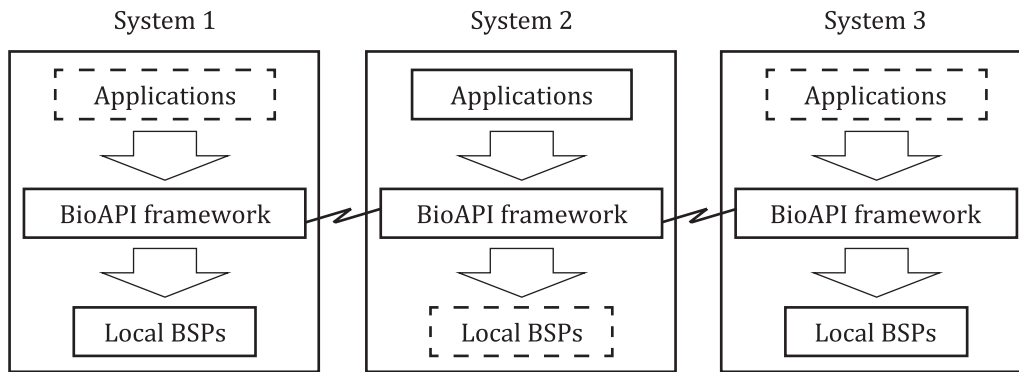 System 1
System 2
System 3
Applications
Applications
Applications
BioAPI framework
BioAPI framework
BioAPI framework
Local BSPs
Local BSPs
Local BSPs